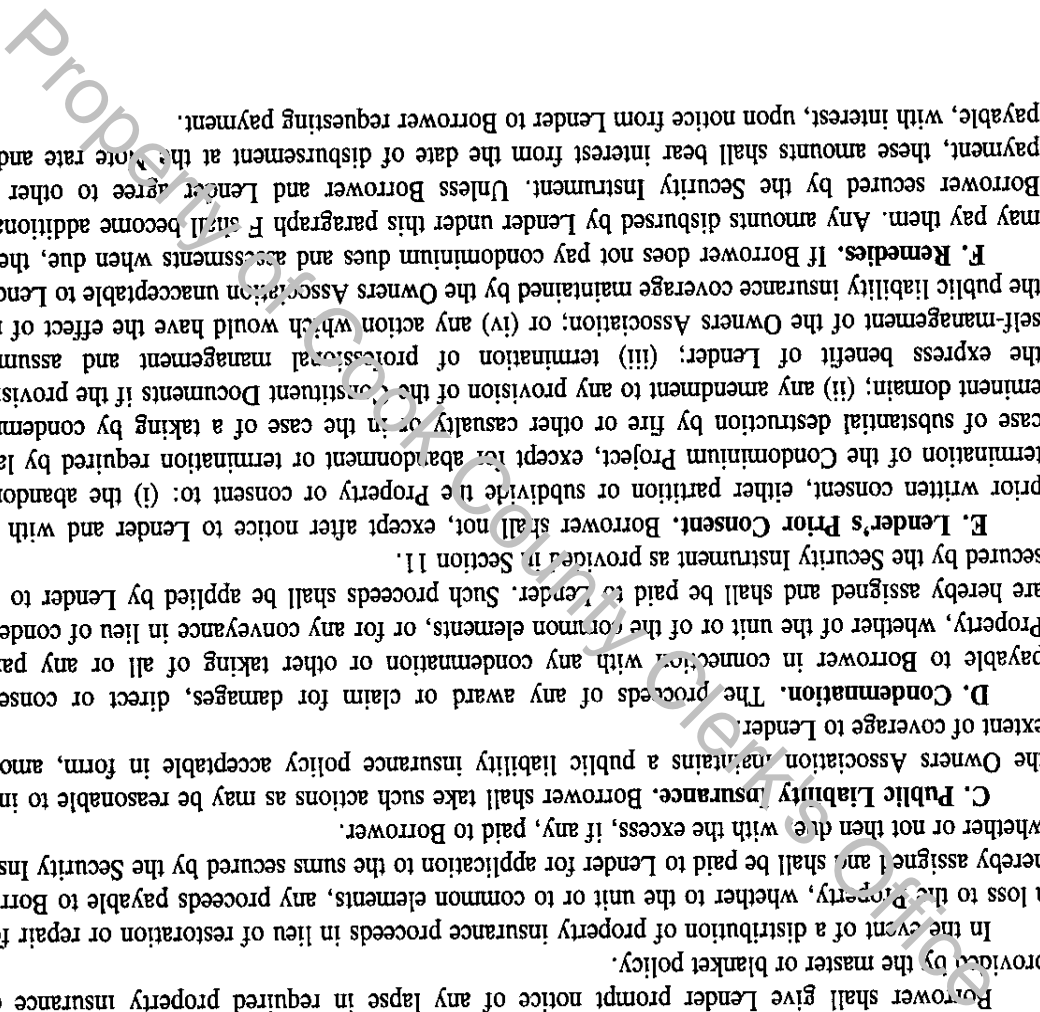 Borrower shall give Lender prompt notice of any lapse in required property insurance
provided by the master or blanket policy.
In the event of a distribution of property insurance proceeds in lieu of restoration or repair f
a loss to the Property, whether to the unit or to common elements, any proceeds payable to Borr
hereby assigned and shall be paid to Lender for application to the sums secured by the Security Ins
whether or not then due, with the excess, if any, paid to Borrower.
C. Public Liability Insurance. Borrower shall take such actions as may be reasonable to in
the Owners Association maintains a public liability insurance policy acceptable in form, amo
extent of coverage to Lender.
D. Condemnation. The proceeds of any award or claim for damages, direct or conse
payable to Borrower in connection with any condemnation or other taking of all or any pa
Property, whether of the unit or of the common elements, or for any conveyance in lieu of conde
are hereby assigned and shall be paid to Lender. Such proceeds shall be applied by Lender to
secured by the Security Instrument as provided in Section 11.
E. Lender's Prior Consent. Borrower shall not, except after notice to Lender and with
prior written consent, either partition or subdivide the Property or consent to: (i) the abando
termination of the Condominium Project, except for abandonment or termination required by la
case of substantial destruction by fire or other casualty or in the case of a taking by condem
eminent domain; (ii) any amendment to any provision of the Constituent Documents if the provis
the express benefit of Lender; (iii) termination of professional management and assum
self-management of the Owners Association; or (iv) any action which would have the effect of
the public liability insurance coverage maintained by the Owners Association unacceptable to Lend
F. Remedies. If Borrower does not pay condominium dues and assessments when due, the
may pay them. Any amounts disbursed by Lender under this paragraph F shall become additiona
Borrower secured by the Security Instrument. Unless Borrower and Lender agree to other
payment, these amounts shall bear interest from the date of disbursement at the Note rate and
payable, with interest, upon notice from Lender to Borrower requesting payment.
Property of Cook County Clerk's Office